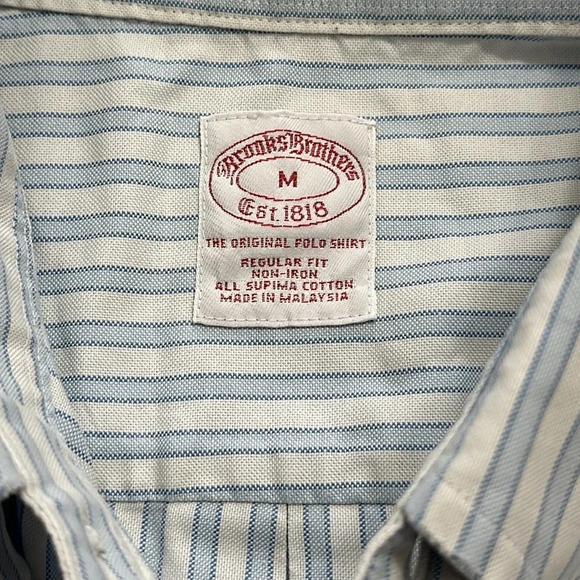 Brooks Brothers
M
Est. 1818
THE ORIGINAL POLO SHIRT
REGULAR FIT
NON-IRON
ALL SUPIMA COTTON
MADE IN MALAYSIA